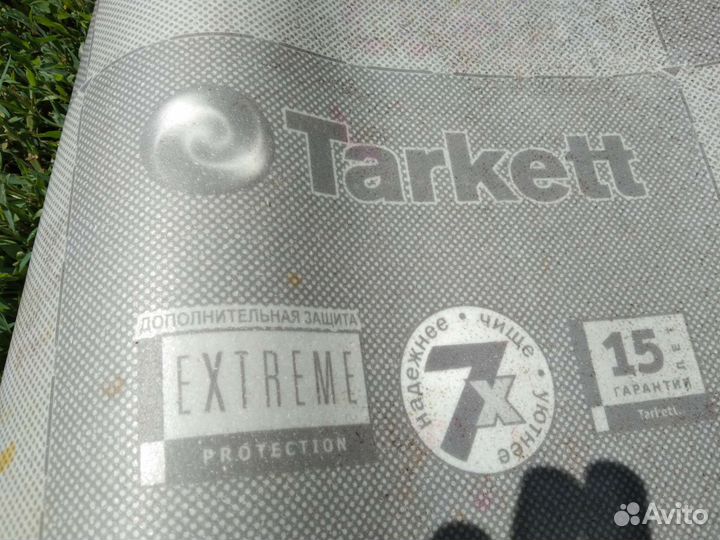 Tarkett
ДОПОЛНИТЕЛЬНАЯ ЗАЩИТА
EXTREME
PROTECTION
надежнее • чище • уютнее •
7x
15 ЛЕТ
ГАРАНТИИ
Tarkett.
Avito